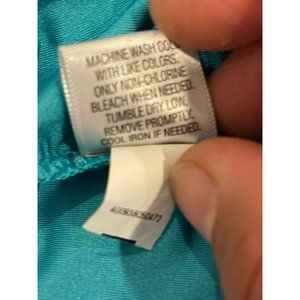 MACHINE WASH COLD
WITH LIKE COLORS.
ONLY NON-CHLORINE
BLEACH WHEN NEEDED.
TUMBLE DRY LOW.
REMOVE PROMPTLY.
COOL IRON IF NEEDED.